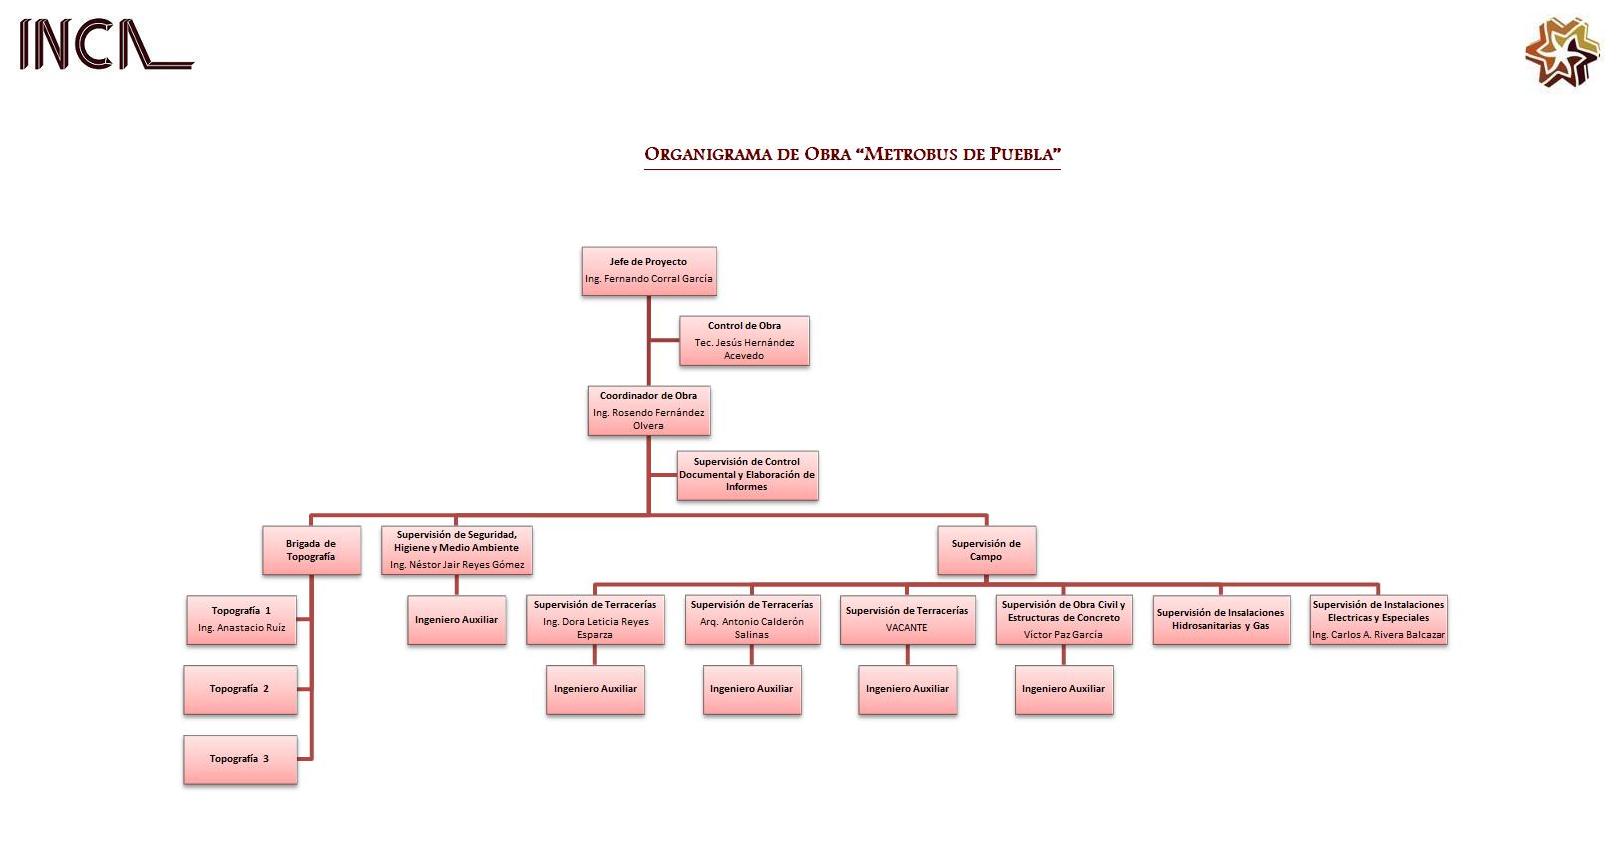 INCA
ORGANIGRAMA DE OBRA “METROBUS DE PUEBLA”
Jefe de Proyecto
Ing. Fernando Corral García
Control de Obra
Tec. Jesús Hernández
Acevedo
Coordinador de Obra
Ing. Rosendo Fernández
Olvera
Supervisión de Control
Documental y Elaboración de
Informes
Brigada de
Topografía
Supervisión de Seguridad,
Higiene y Medio Ambiente
Ing. Néstor Jair Reyes Gómez
Supervisión de
Campo
Topografía 1
Ing. Anastacio Ruíz
Ingeniero Auxiliar
Supervisión de Terracerías
Ing. Dora Leticia Reyes
Esparza
Supervisión de Terracerías
Arq. Antonio Calderón
Salinas
Supervisión de Terracerías
VACANTE
Supervisión de Obra Civil y
Estructuras de Concreto
Víctor Paz García
Supervisión de Insalaciones
Hidrosanitarias y Gas
Supervisión de Instalaciones
Electricas y Especiales
Ing. Carlos A. Rivera Balcazar
Topografía 2
Ingeniero Auxiliar
Ingeniero Auxiliar
Ingeniero Auxiliar
Ingeniero Auxiliar
Topografía 3